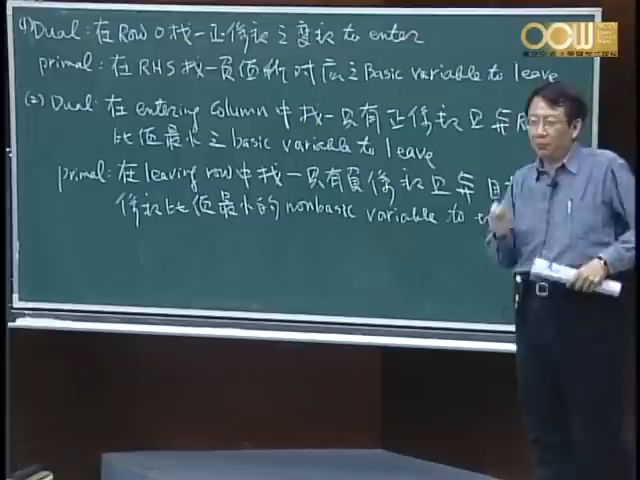 (1) Dual: 在 Row 0 找一正係數之變數 to enter
primal: 在 RHS 找一負值所對應之 Basic variable to leave
(2) Dual: 在 entering column 中找一只有正係數且與 R
比值最小之 basic variable to leave
primal: 在 leaving row 中找一只有負係數且與
係數比值最小的 nonbasic variable to
OCW